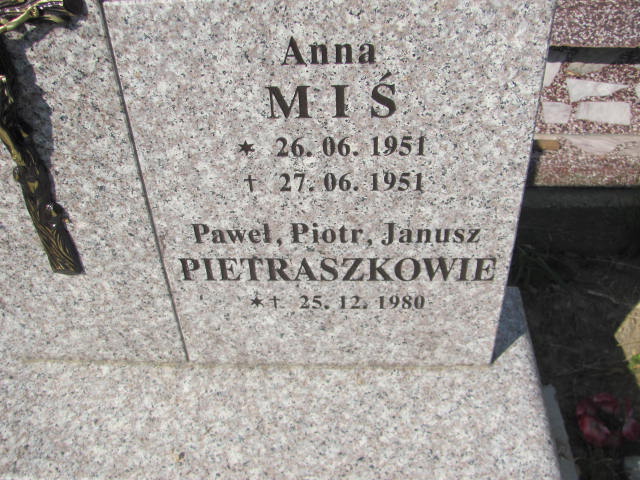 Anna
MIŚ
* 26. 06. 1951
† 27. 06. 1951
Paweł, Piotr, Janusz
PIETRASZKOWIE
*† 25. 12. 1980